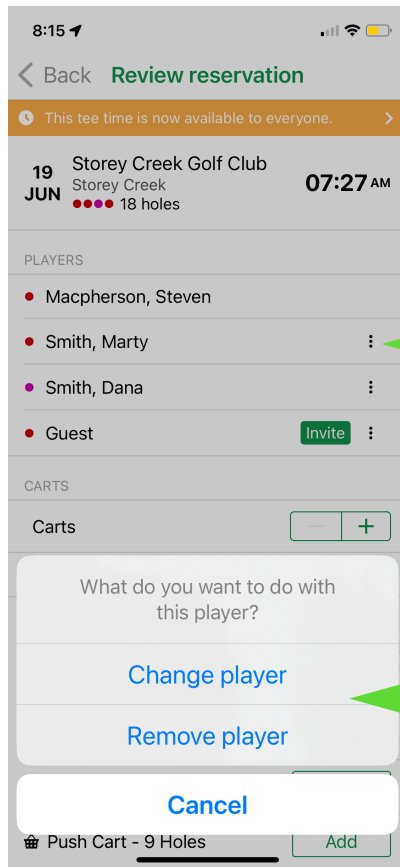 8:15
Back Review reservation
This tee time is now available to everyone.
19 JUN
Storey Creek Golf Club
Storey Creek
18 holes
07:27 AM
PLAYERS
Macpherson, Steven
Smith, Marty
Smith, Dana
Guest Invite
CARTS
Carts
What do you want to do with
this player?
Change player
Remove player
Cancel
Push Cart - 9 Holes Add